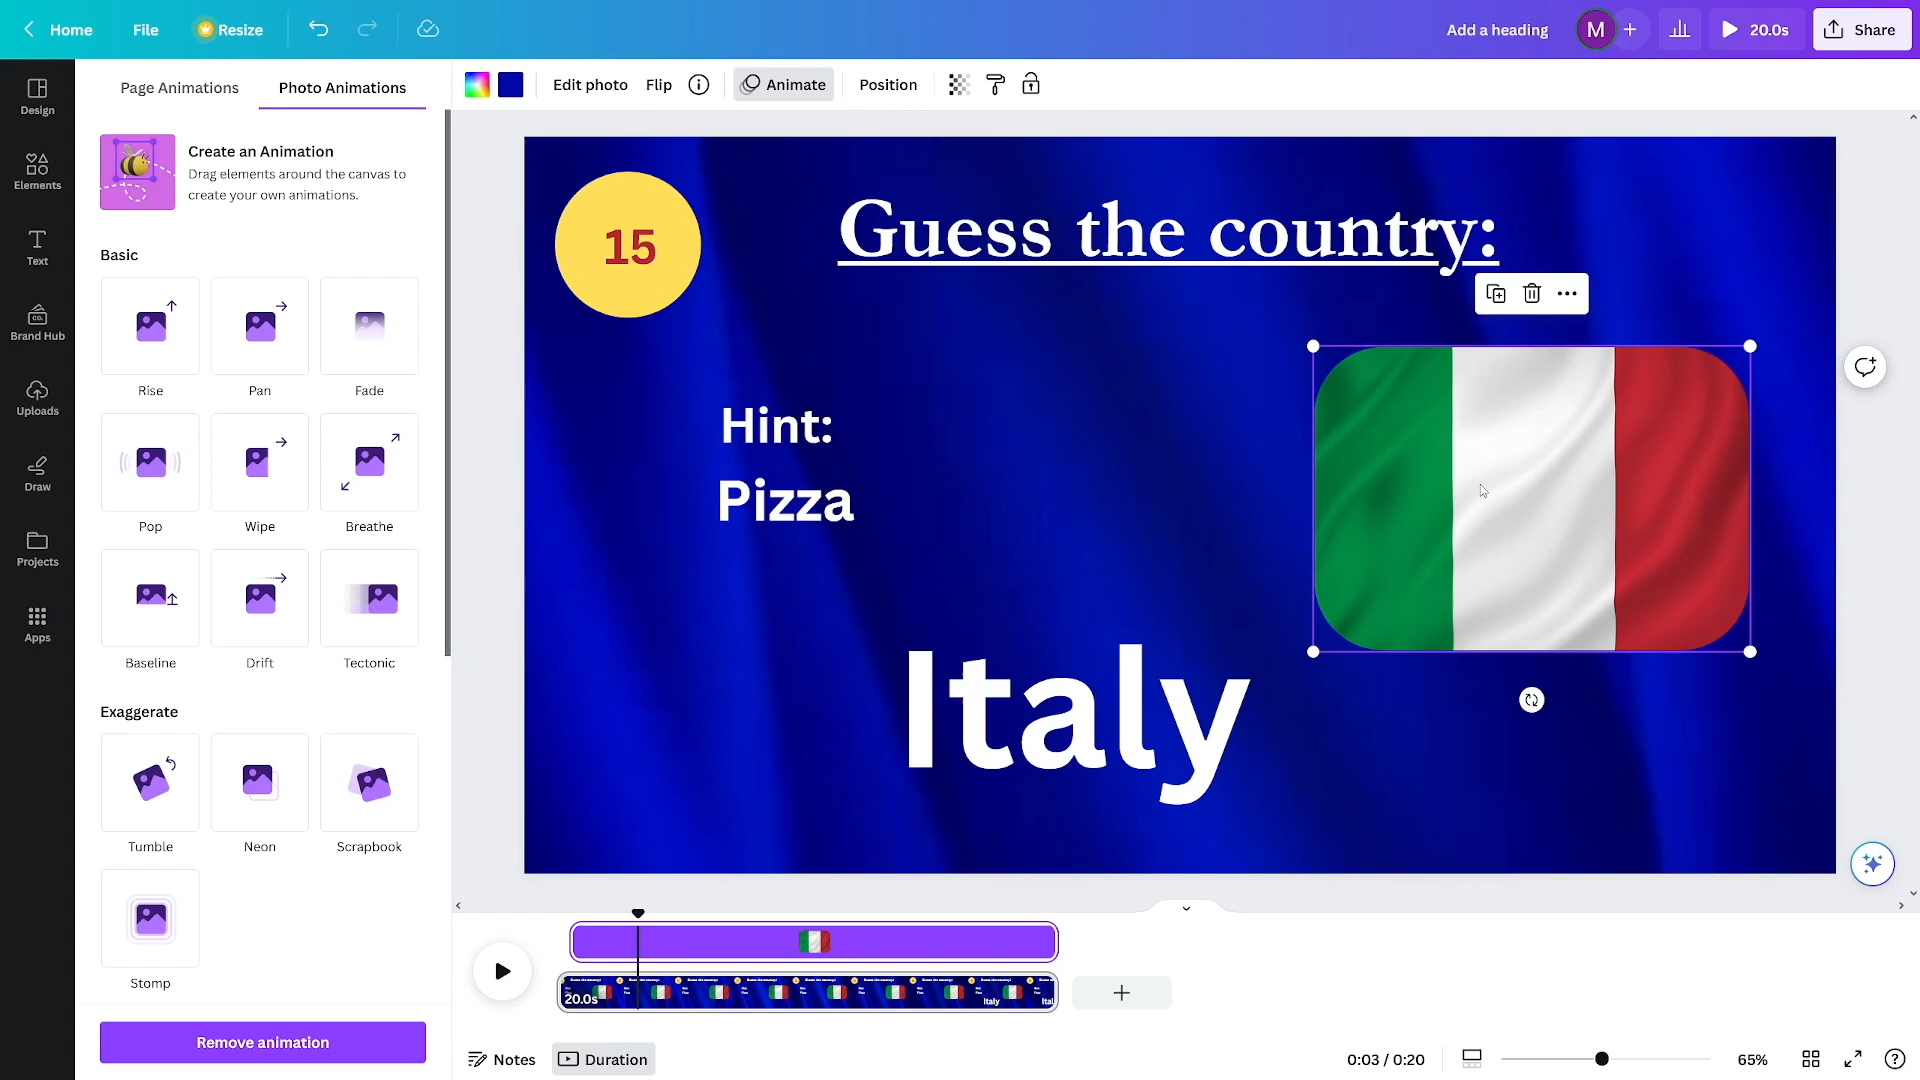 Home File Resize Add a heading M 20.0s Share
Design
Elements
Text
Brand Hub
Uploads
Draw
Projects
Apps
Page Animations Photo Animations
Create an Animation
Drag elements around the canvas to
create your own animations.
Basic
Rise Pan Fade
Pop Wipe Breathe
Baseline Drift Tectonic
Exaggerate
Tumble Neon Scrapbook
Stomp
Remove animation
Edit photo Flip Animate Position
15
Guess the country:
Hint:
Pizza
Italy
20.0s
Italy
Notes Duration 0:03 / 0:20 65%